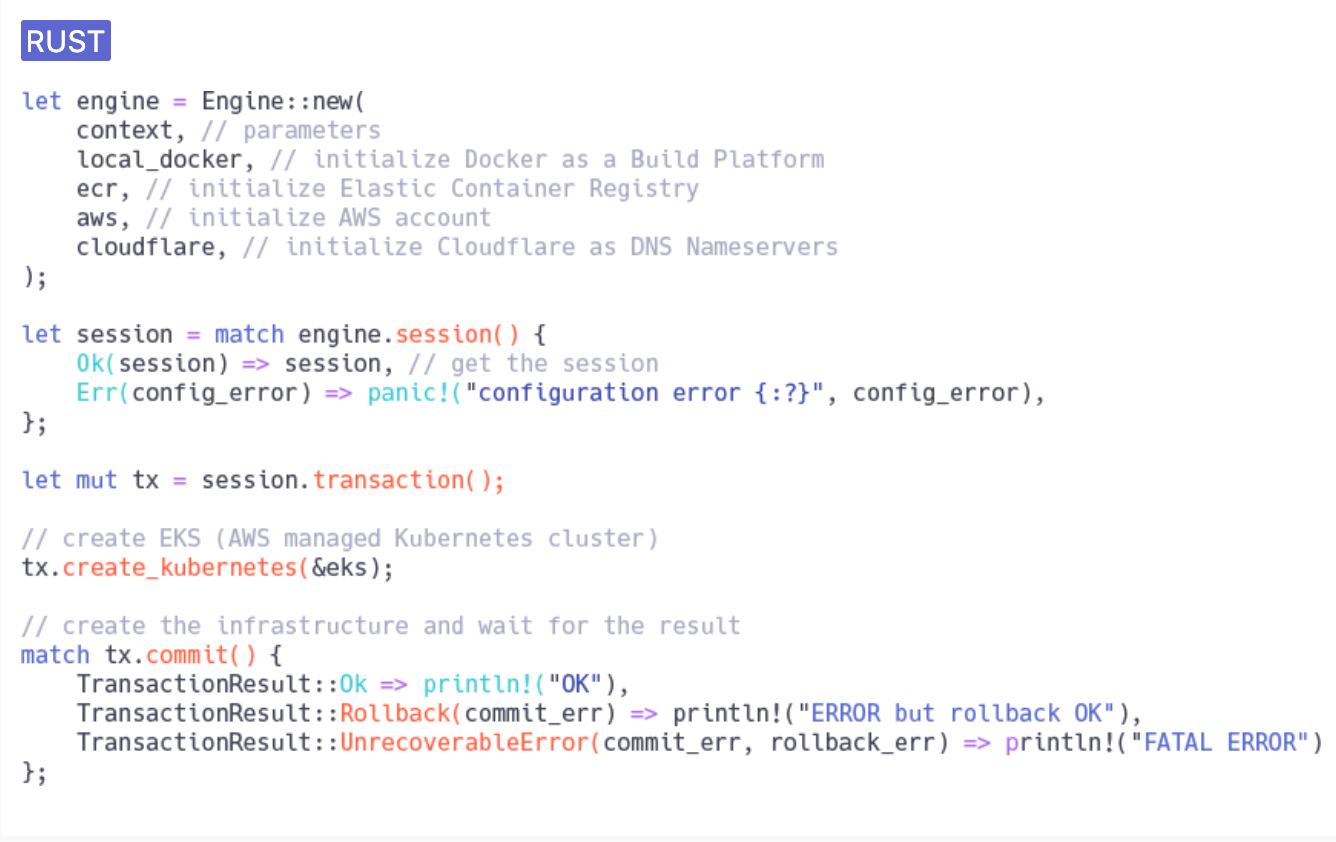 RUST
let engine = Engine::new(
    context, // parameters
    local_docker, // initialize Docker as a Build Platform
    ecr, // initialize Elastic Container Registry
    aws, // initialize AWS account
    cloudflare, // initialize Cloudflare as DNS Nameservers
);
let session = match engine.session() {
    Ok(session) => session, // get the session
    Err(config_error) => panic!("configuration error {:?}", config_error),
};
let mut tx = session.transaction();
// create EKS (AWS managed Kubernetes cluster)
tx.create_kubernetes(&eks);
// create the infrastructure and wait for the result
match tx.commit() {
    TransactionResult::Ok => println!("OK"),
    TransactionResult::Rollback(commit_err) => println!("ERROR but rollback OK"),
    TransactionResult::UnrecoverableError(commit_err, rollback_err) => println!("FATAL ERROR")
};